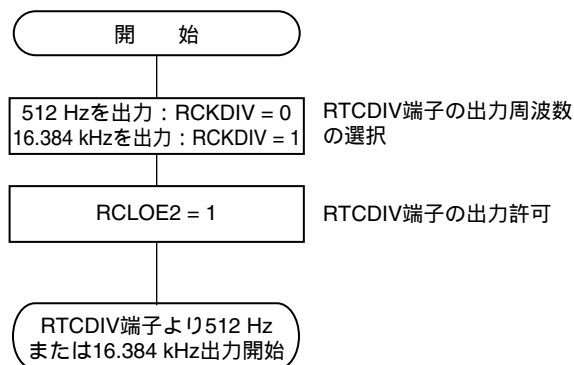 開　始
512 Hzを出力：RCKDIV = 0
16.384 kHzを出力：RCKDIV = 1
RTCDIV端子の出力周波数
の選択
RCLOE2 = 1
RTCDIV端子の出力許可
RTCDIV端子より512 Hz
または16.384 kHz出力開始